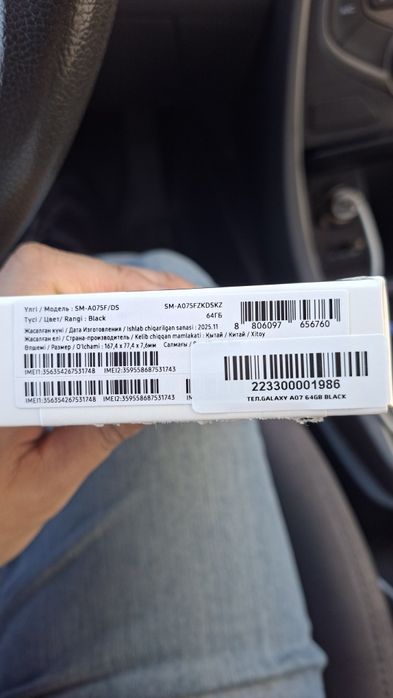 Үлгі / Модель : SM-A075F/DS
SM-A075FZKDSKZ
Түсі / Цвет/ Rangi : Black
64ГБ
Жасалған күні / Дата Изготовления / Ishlab chiqarilgan sanasi : 2025.11
8 806097 656760
Жасалған елі / Страна-производитель / Kelib chiqqan mamlakati : Қытай / Китай / Xitoy
Өлшемі / Размер / O'lchami : 167,4 x 77,4 x 7,6мм Салмағы /
IMEI1:356354267531748 IMEI2:359558687531743
IMEI1:356354267531748 IMEI2:359558687531743
223300001986
ТЕЛ.GALAXY A07 64GB BLACK